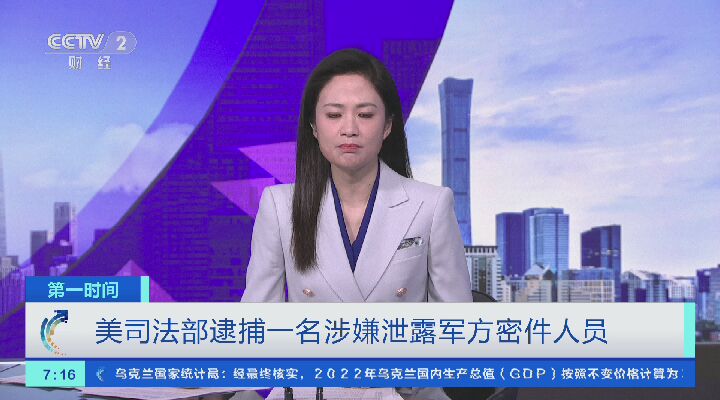 CCTV 2
财经
第一时间
美司法部逮捕一名涉嫌泄露军方密件人员
7:16
乌克兰国家统计局：经最终核实，2022年乌克兰国内生产总值（GDP）按照不变价格计算为